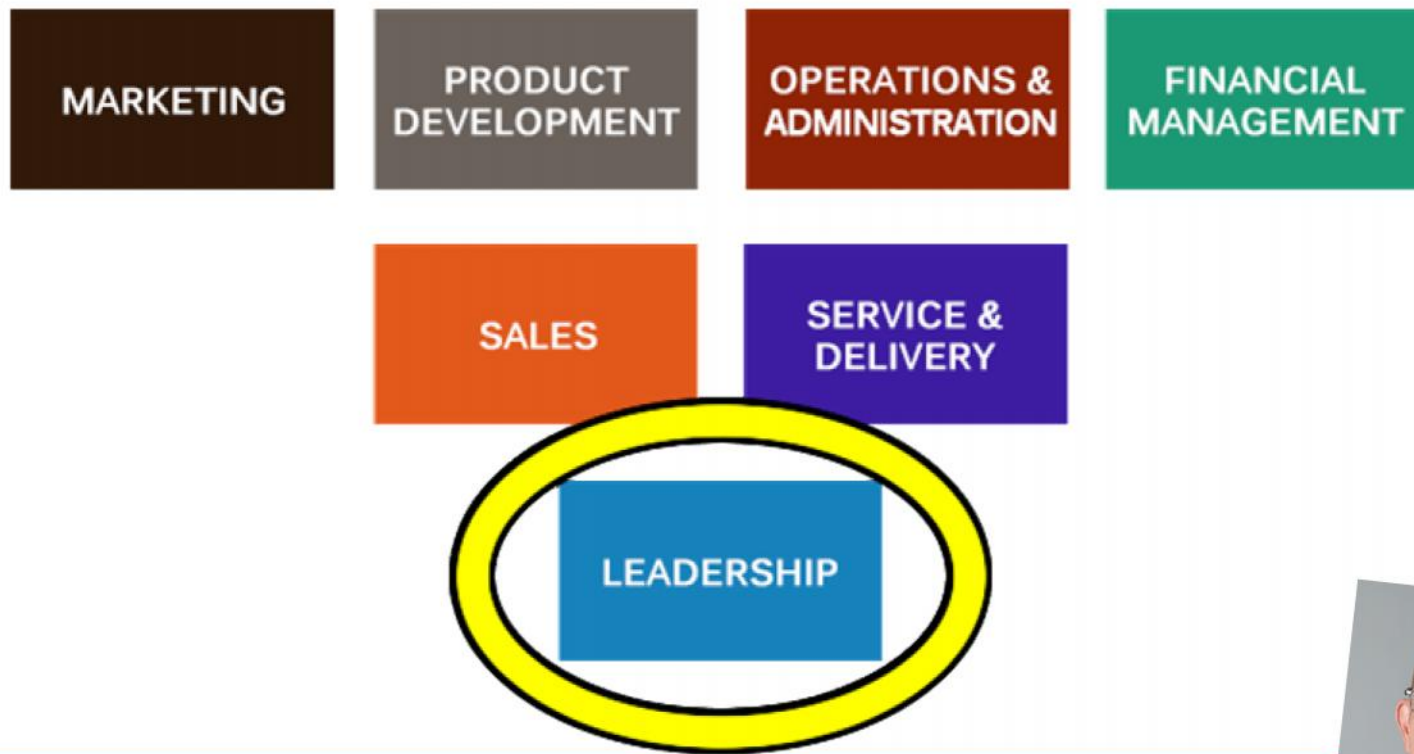 MARKETING
PRODUCT
DEVELOPMENT
OPERATIONS &
ADMINISTRATION
FINANCIAL
MANAGEMENT
SALES
SERVICE &
DELIVERY
LEADERSHIP